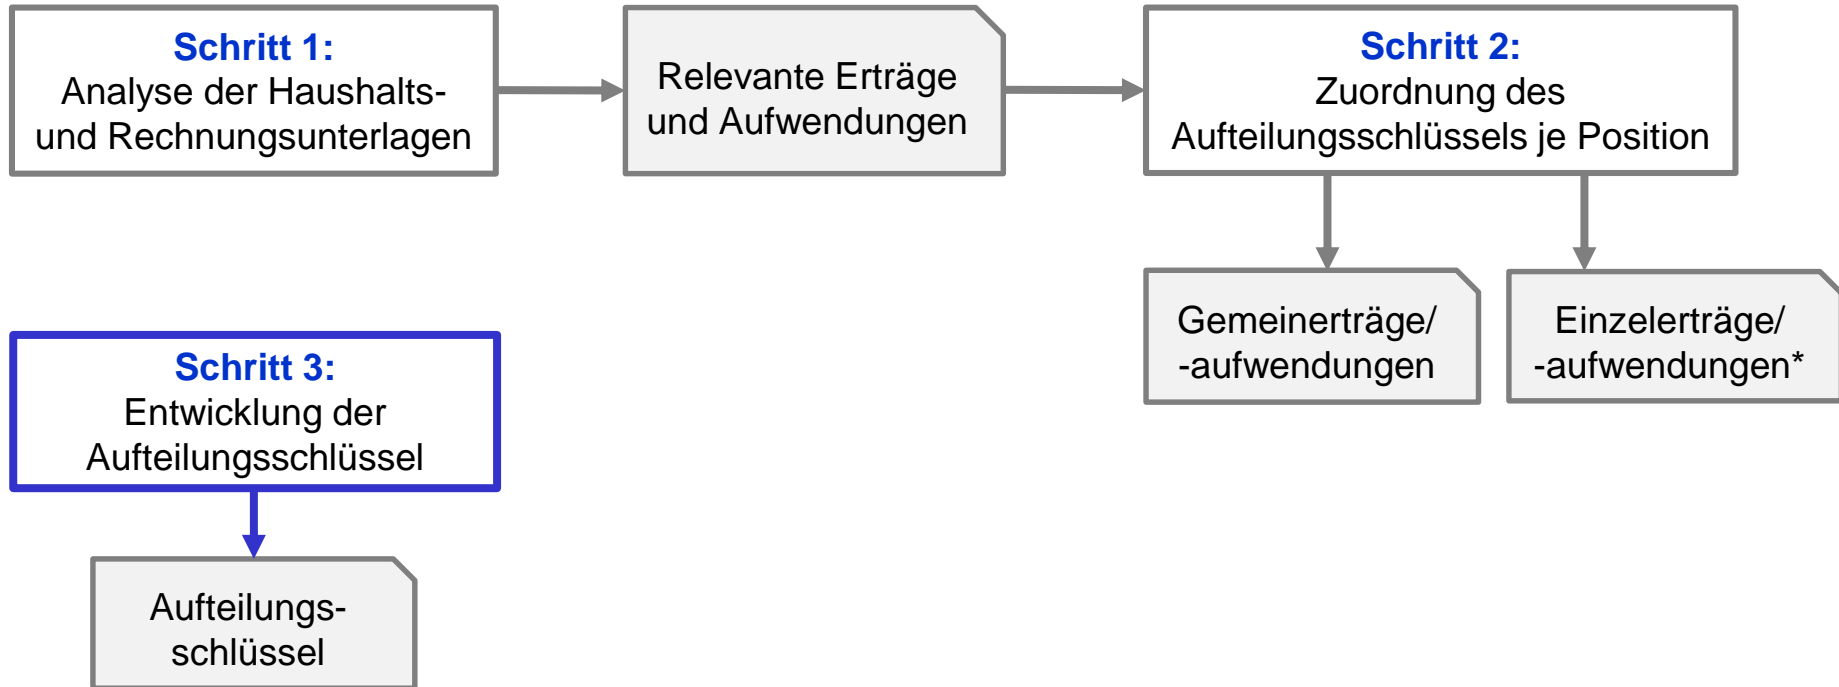 Schritt 1:
Analyse der Haushalts-
und Rechnungsunterlagen
Relevante Erträge
und Aufwendungen
Schritt 2:
Zuordnung des
Aufteilungsschlüssels je Position
Gemeinerträge/
-aufwendungen
Einzelerträge/
-aufwendungen*
Schritt 3:
Entwicklung der
Aufteilungsschlüssel
Aufteilungs-
schlüssel